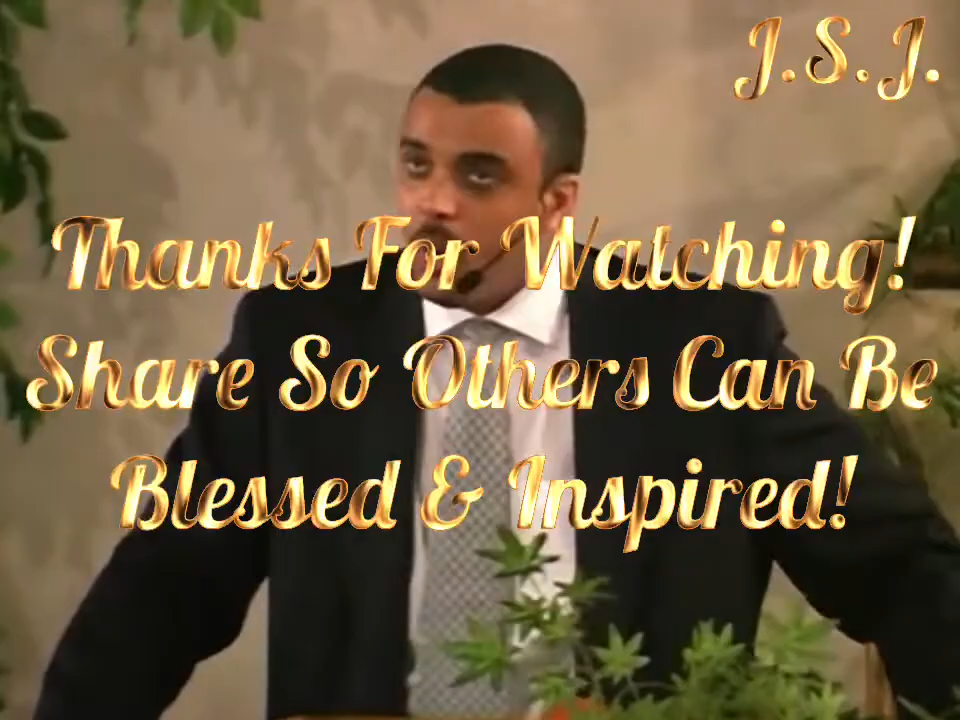 J.S.J.
Thanks For Watching!
Share So Others Can Be
Blessed & Inspired!